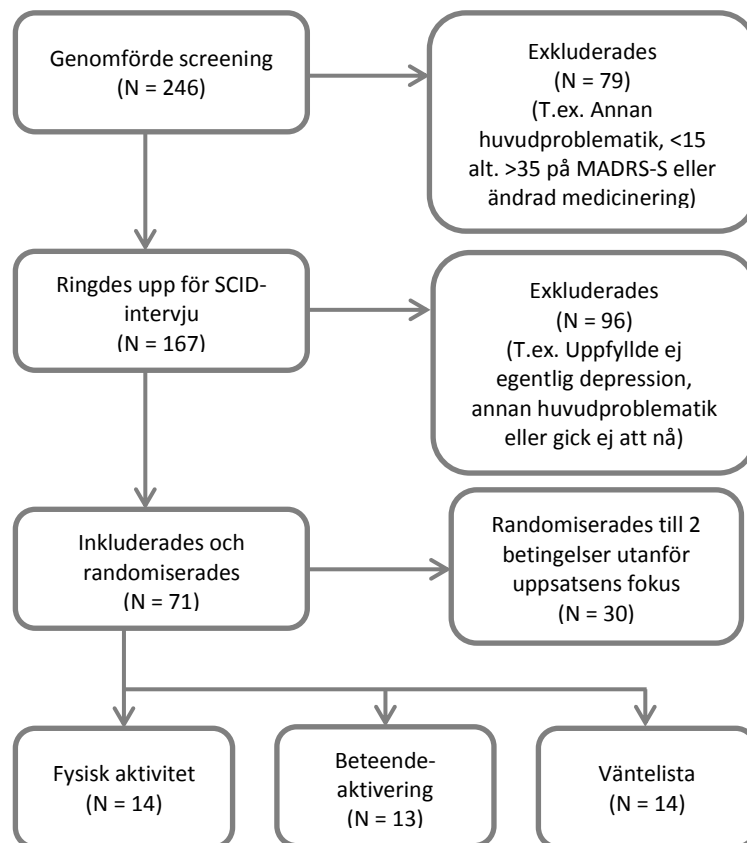 Genomförde screening
(N = 246)
Exkluderades
(N = 79)
(T.ex. Annan
huvudproblematik, <15
alt. >35 på MADRS-S eller
ändrad medicinering)
Ringdes upp för SCID-
intervju
(N = 167)
Exkluderades
(N = 96)
(T.ex. Uppfyllde ej
egentlig depression,
annan huvudproblematik
eller gick ej att nå)
Inkluderades och
randomiserades
(N = 71)
Randomiserades till 2
betingelser utanför
uppsatsens fokus
(N = 30)
Fysisk aktivitet
(N = 14)
Beteende-
aktivering
(N = 13)
Väntelista
(N = 14)